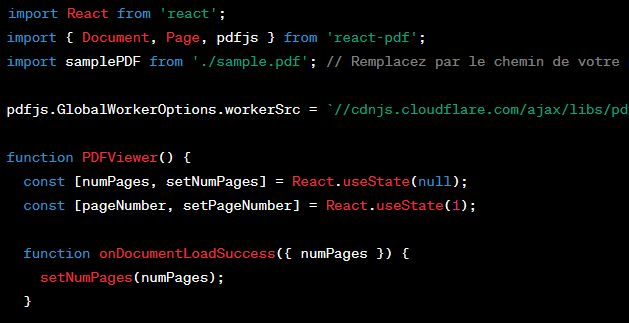 import React from 'react';
import { Document, Page, pdfjs } from 'react-pdf';
import samplePDF from './sample.pdf'; // Remplacez par le chemin de votre
pdfjs.GlobalWorkerOptions.workerSrc = `//cdnjs.cloudflare.com/ajax/libs/pd
function PDFViewer() {
const [numPages, setNumPages] = React.useState(null);
const [pageNumber, setPageNumber] = React.useState(1);
function onDocumentLoadSuccess({ numPages }) {
setNumPages(numPages);
}